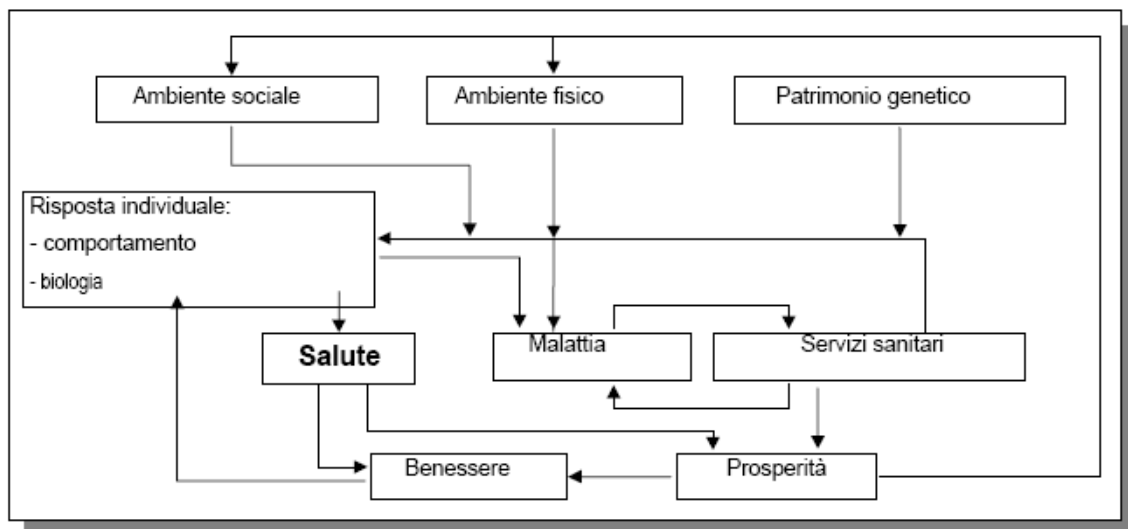 Ambiente sociale
Ambiente fisico
Patrimonio genetico
Risposta individuale:
- comportamento
- biologia
Salute
Malattia
Servizi sanitari
Benessere
Prosperità